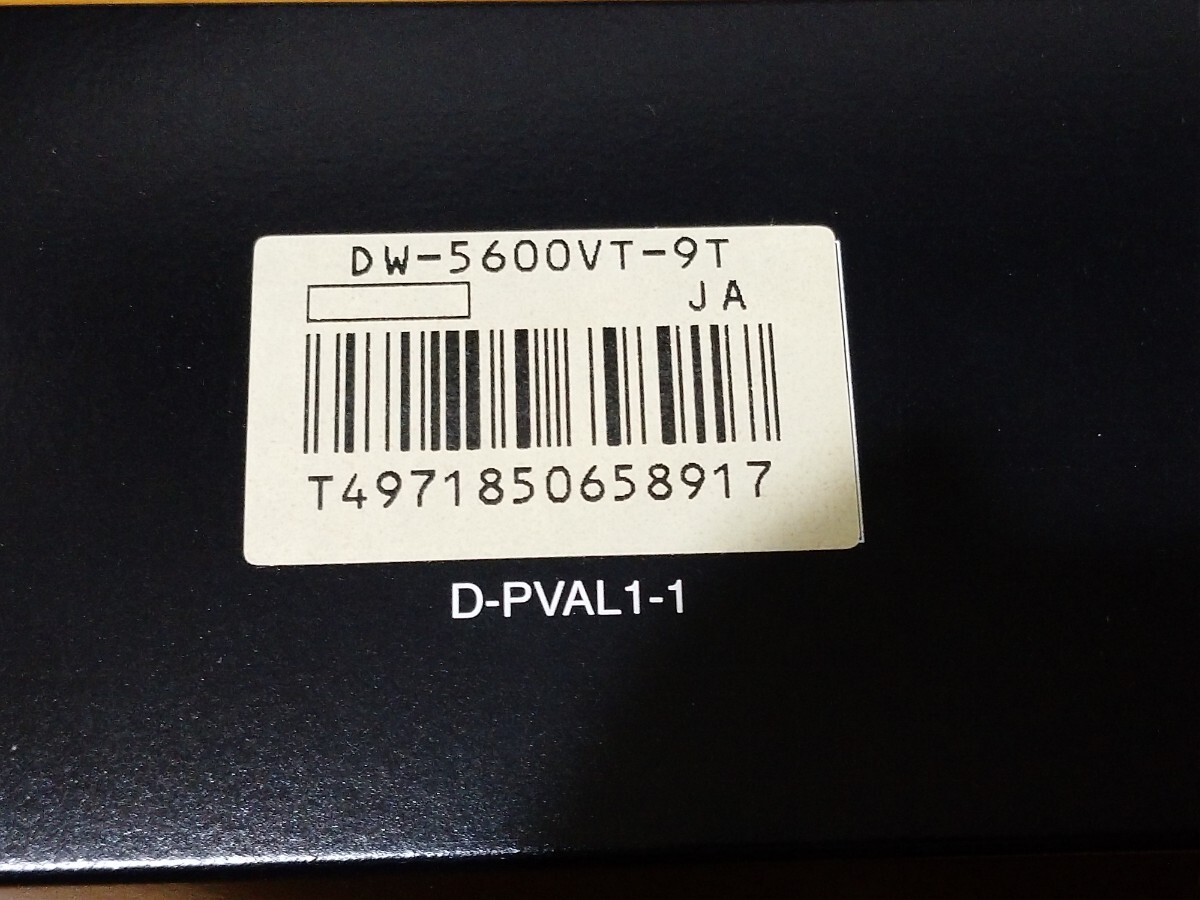 DW-5600VT-9T
JA
T4971850658917
D-PVAL1-1